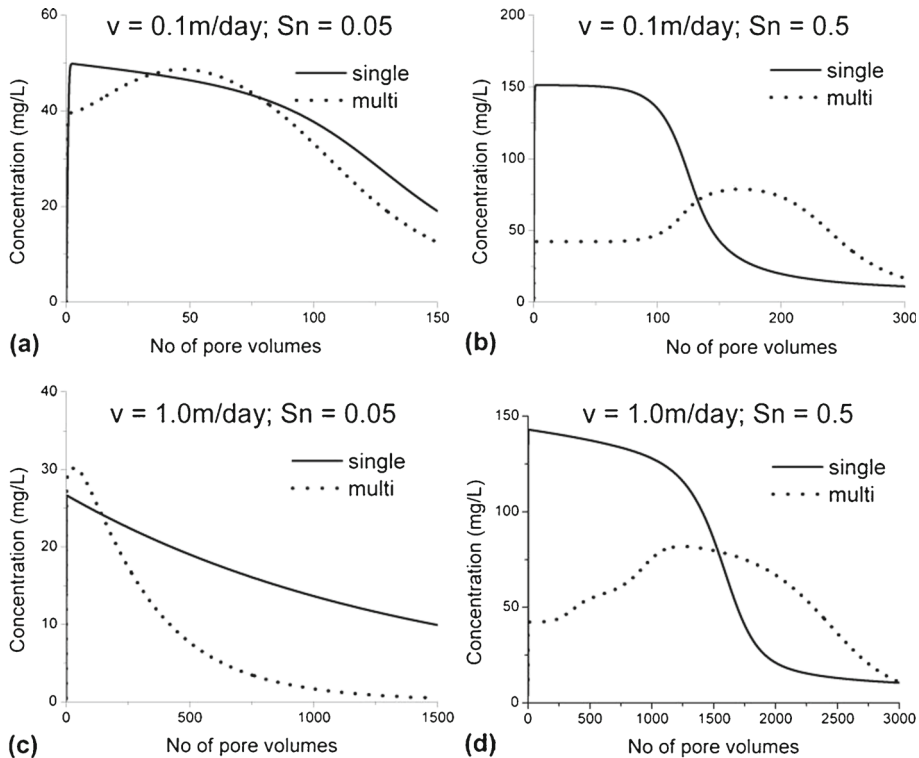 v = 0.1m/day; Sn = 0.05
single
multi
Concentration (mg/L)
60
40
20
0
0
50
100
150
No of pore volumes
(a)
v = 0.1m/day; Sn = 0.5
single
multi
Concentration (mg/L)
200
150
100
50
0
0
100
200
300
No of pore volumes
(b)
v = 1.0m/day; Sn = 0.05
single
multi
Concentration (mg/L)
40
30
20
10
0
0
500
1000
1500
No of pore volumes
(c)
v = 1.0m/day; Sn = 0.5
single
multi
Concentration (mg/L)
150
100
50
0
0
500
1000
1500
2000
2500
3000
No of pore volumes
(d)